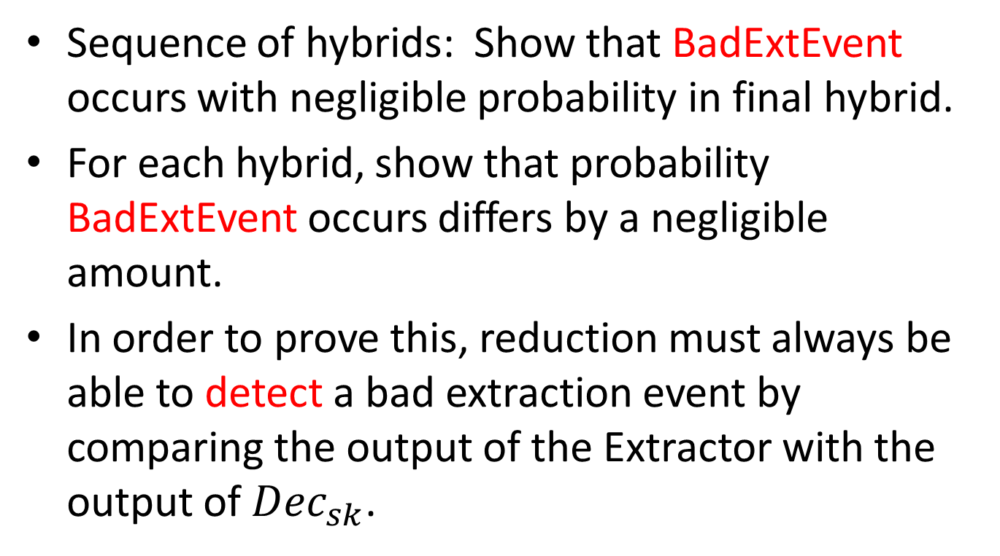 • Sequence of hybrids: Show that BadExtEvent
occurs with negligible probability in final hybrid.
• For each hybrid, show that probability
BadExtEvent occurs differs by a negligible
amount.
• In order to prove this, reduction must always be
able to detect a bad extraction event by
comparing the output of the Extractor with the
output of Dec_sk.